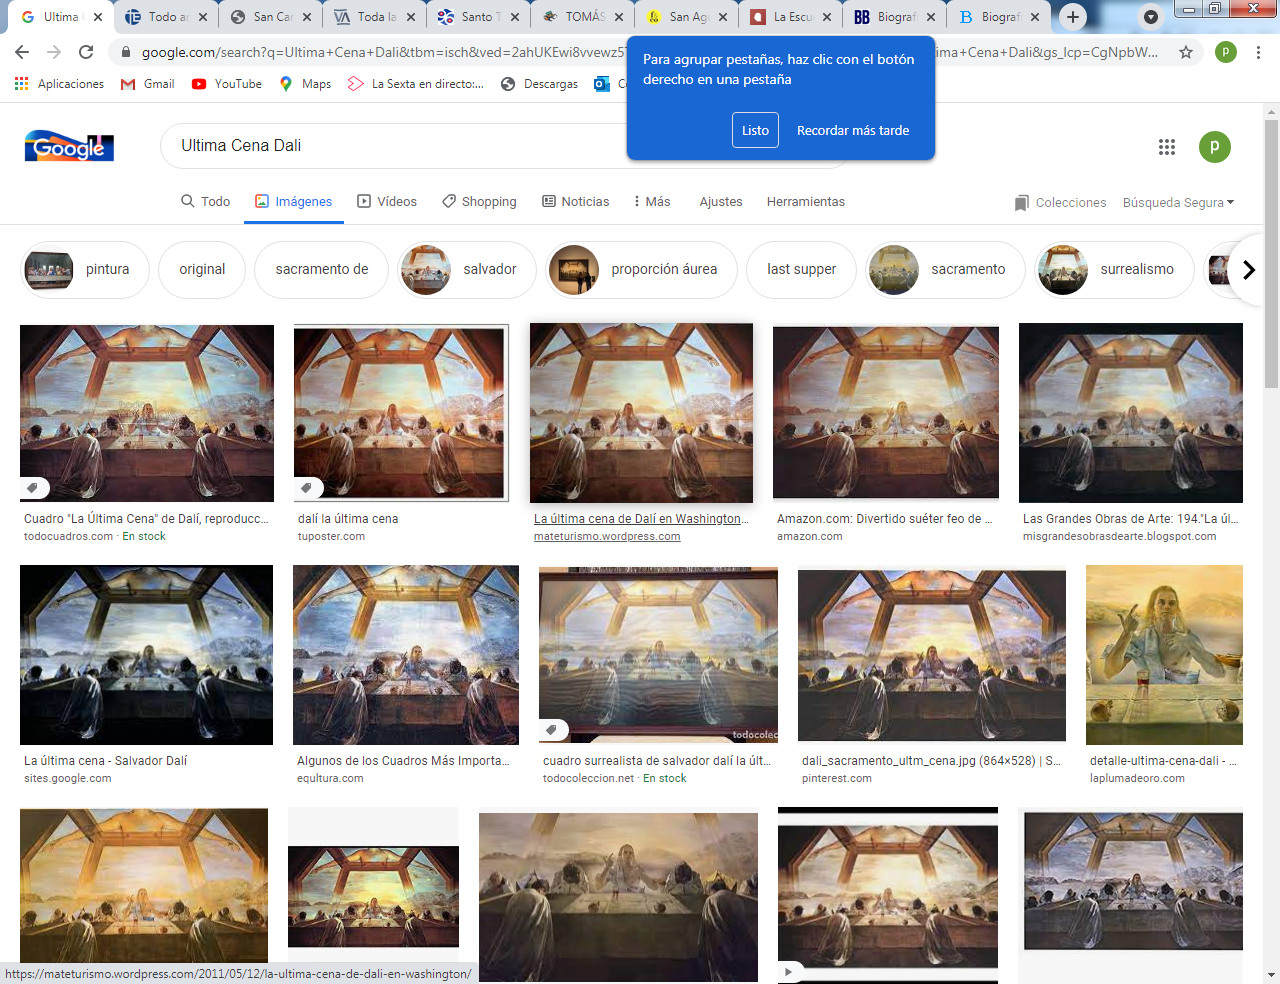 Ultima
Todo ar
San Car
Toda la
Santo T
TOMÁS
San Ag
La Escu
Biograf
Biograf
google.com/search?q=Ultima+Cena+Dali&tbm=isch&ved=2ahUKEwi8vvewz5
ima+Cena+Dali&gs_lcp=CgNpbW...
p
Para agrupar pestañas, haz clic con el botón
derecho en una pestaña
Listo
Recordar más tarde
Aplicaciones
Gmail
YouTube
Maps
La Sexta en directo:...
Descargas
Google
Ultima Cena Dali
p
Todo
Imágenes
Vídeos
Shopping
Noticias
Más
Ajustes
Herramientas
Colecciones
Búsqueda Segura
pintura
original
sacramento de
salvador
proporción áurea
last supper
sacramento
surrealismo
Cuadro "La Última Cena" de Dalí, reproducc...
todocuadros.com · En stock
dalí la última cena
tuposter.com
La última cena de Dalí en Washington...
mateturismo.wordpress.com
Amazon.com: Divertido suéter feo de ...
amazon.com
Las Grandes Obras de Arte: 194."La úl...
misgrandesobrasdearte.blogspot.com
todocolec
La última cena - Salvador Dalí
sites.google.com
Algunos de los Cuadros Más Importa...
equltura.com
cuadro surrealista de salvador dalí la últ...
todocoleccion.net · En stock
dali_sacramento_ultm_cena.jpg (864×528) | S...
pinterest.com
detalle-ultima-cena-dali - ...
laplumadeoro.com
https://mateturismo.wordpress.com/2011/05/12/la-ultima-cena-de-dali-en-washington/